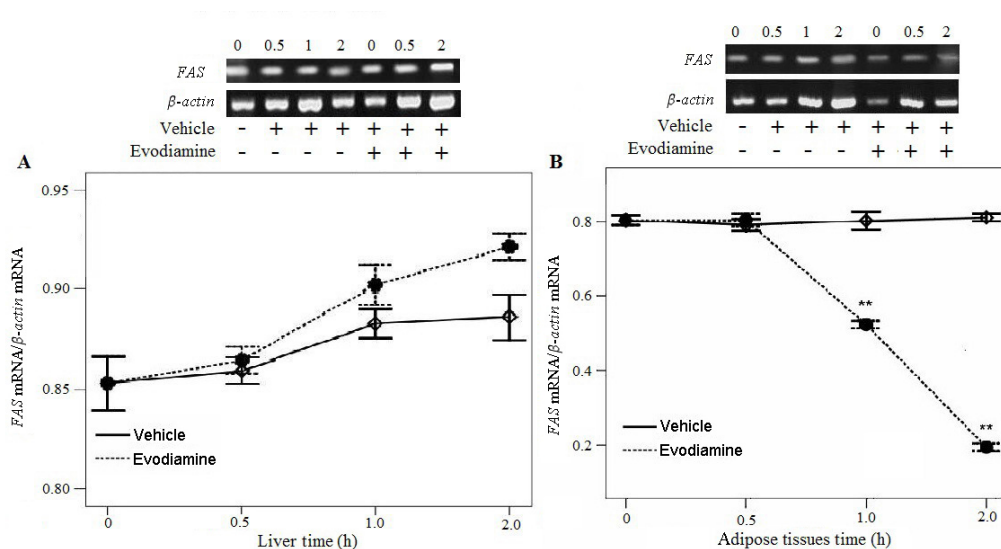 0 0.5 1 2 0 0.5 2
FAS
β-actin
Vehicle - + + + + + +
Evodiamine - - - - + + +
A
0.95
0.90
0.85
0.80
FAS mRNA/β-actin mRNA
Vehicle
Evodiamine
0 0.5 1.0 2.0
Liver time (h)
0 0.5 1 2 0 0.5 2
FAS
β-actin
Vehicle - + + + + + +
Evodiamine - - - - + + +
B
0.8
0.6
0.4
0.2
FAS mRNA/β-actin mRNA
**
**
Vehicle
Evodiamine
0 0.5 1.0 2.0
Adipose tissues time (h)